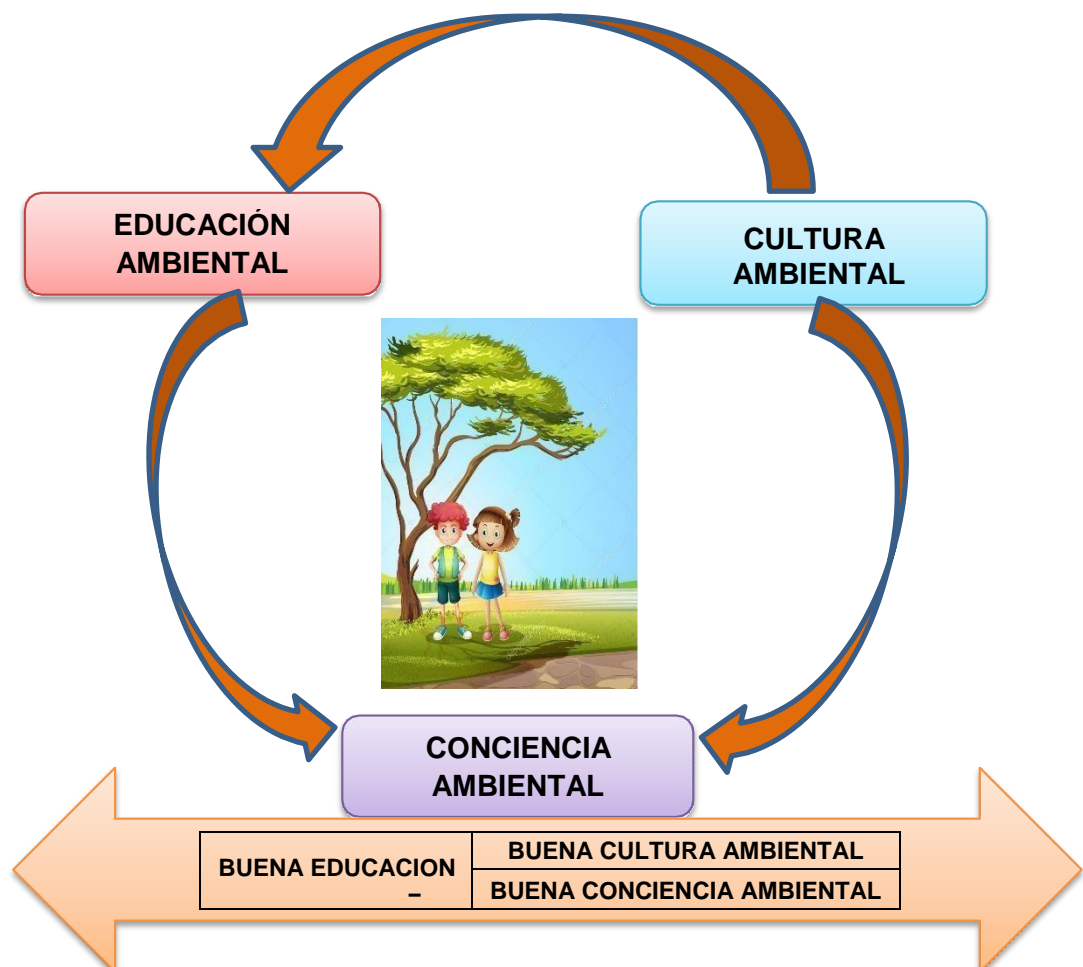 EDUCACIÓN
AMBIENTAL
CULTURA
AMBIENTAL
CONCIENCIA
AMBIENTAL
BUENA EDUCACION
–
BUENA CULTURA AMBIENTAL
BUENA CONCIENCIA AMBIENTAL